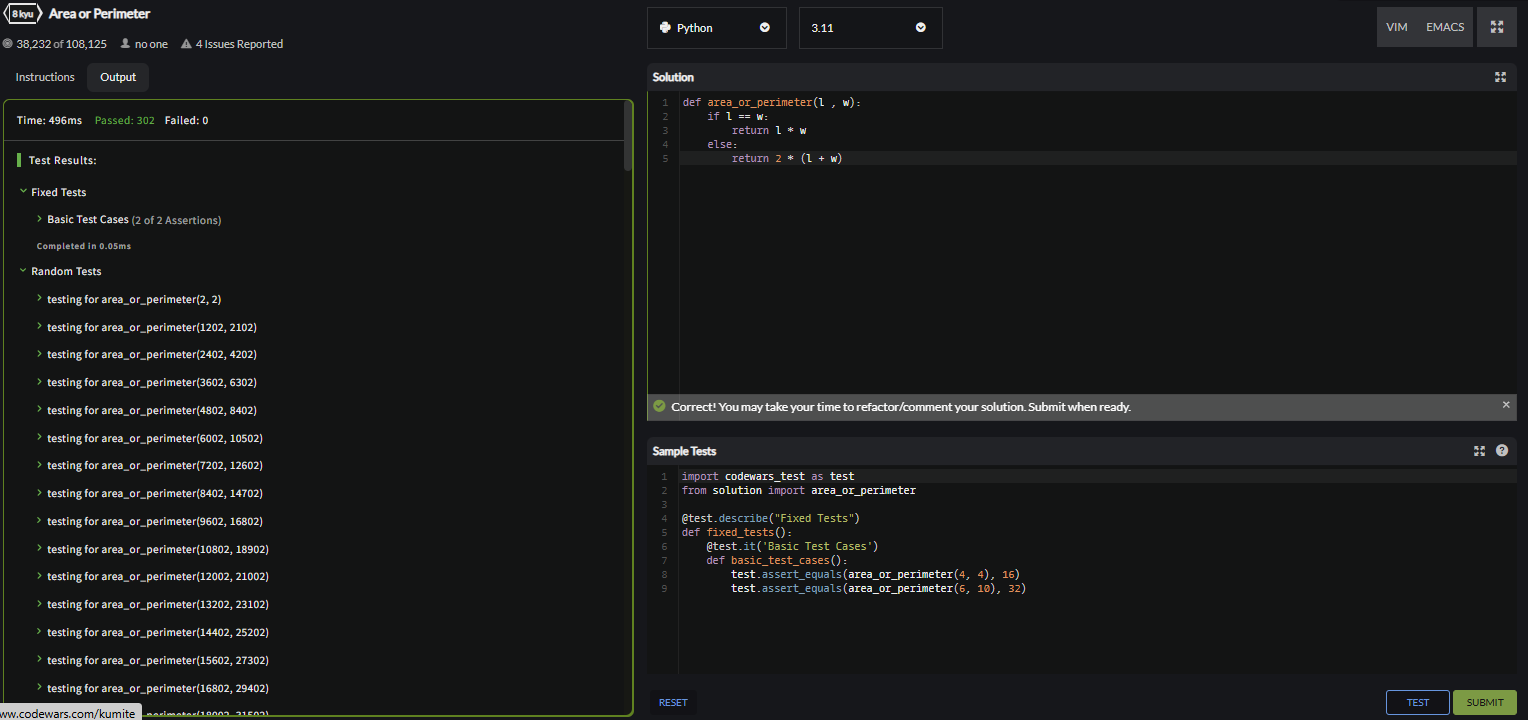 8 kyu Area or Perimeter
38,232 of 108,125 no one 4 Issues Reported
Instructions Output
Time: 496ms Passed: 302 Failed: 0
Test Results:
Fixed Tests
Basic Test Cases (2 of 2 Assertions)
Completed in 0.05ms
Random Tests
testing for area_or_perimeter(2, 2)
testing for area_or_perimeter(1202, 2102)
testing for area_or_perimeter(2402, 4202)
testing for area_or_perimeter(3602, 6302)
testing for area_or_perimeter(4802, 8402)
testing for area_or_perimeter(6002, 10502)
testing for area_or_perimeter(7202, 12602)
testing for area_or_perimeter(8402, 14702)
testing for area_or_perimeter(9602, 16802)
testing for area_or_perimeter(10802, 18902)
testing for area_or_perimeter(12002, 21002)
testing for area_or_perimeter(13202, 23102)
testing for area_or_perimeter(14402, 25202)
testing for area_or_perimeter(15602, 27302)
testing for area_or_perimeter(16802, 29402)
ww.codewars.com/kumite
Python 3.11 VIM EMACS
Solution
1 def area_or_perimeter(l , w):
2 if l == w:
3 return l * w
4 else:
5 return 2 * (l + w)
Correct! You may take your time to refactor/comment your solution. Submit when ready.
Sample Tests
1 import codewars_test as test
2 from solution import area_or_perimeter
3
4 @test.describe("Fixed Tests")
5 def fixed_tests():
6 @test.it('Basic Test Cases')
7 def basic_test_cases():
8 test.assert_equals(area_or_perimeter(4, 4), 16)
9 test.assert_equals(area_or_perimeter(6, 10), 32)
RESET TEST SUBMIT